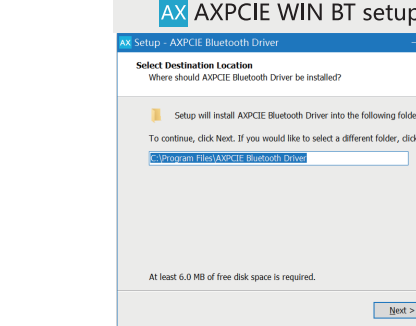 AX AXPCIE WIN BT setup
AX Setup - AXPCIE Bluetooth Driver
Select Destination Location
Where should AXPCIE Bluetooth Driver be installed?
Setup will install AXPCIE Bluetooth Driver into the following folde
To continue, click Next. If you would like to select a different folder, click
C:\Program Files\AXPCIE Bluetooth Driver
At least 6.0 MB of free disk space is required.
Next >